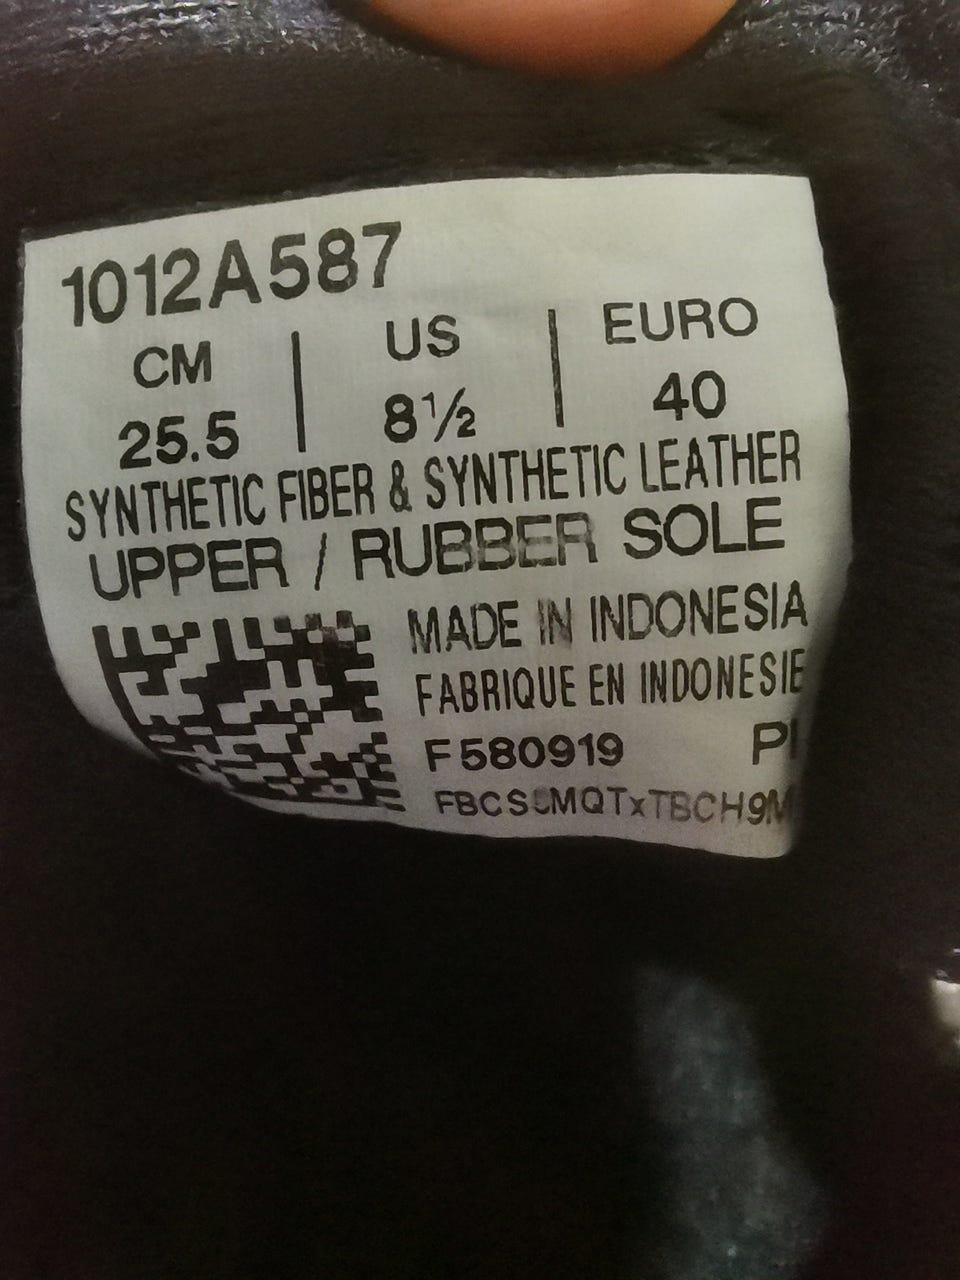 1012A587
CM | US | EURO
25.5 | 8½ | 40
SYNTHETIC FIBER & SYNTHETIC LEATHER
UPPER / RUBBER SOLE
MADE IN INDONESIA
FABRIQUE EN INDONESIE
F580919